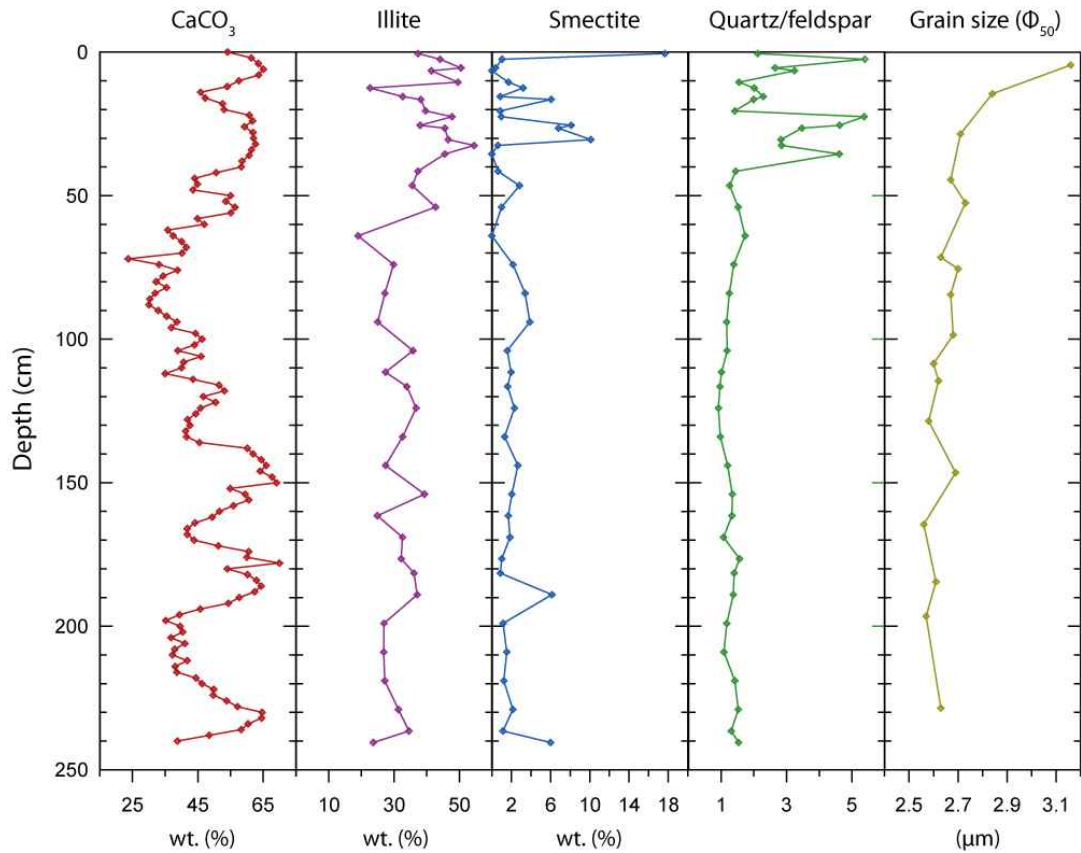 CaCO₃ Illite Smectite Quartz/feldspar Grain size (Φ₅₀)
0
50
100
150
200
250
Depth (cm)
25 45 65 10 30 50 2 6 10 14 18 1 3 5 2.5 2.7 2.9 3.1
wt. (%) wt. (%) wt. (%) (µm)